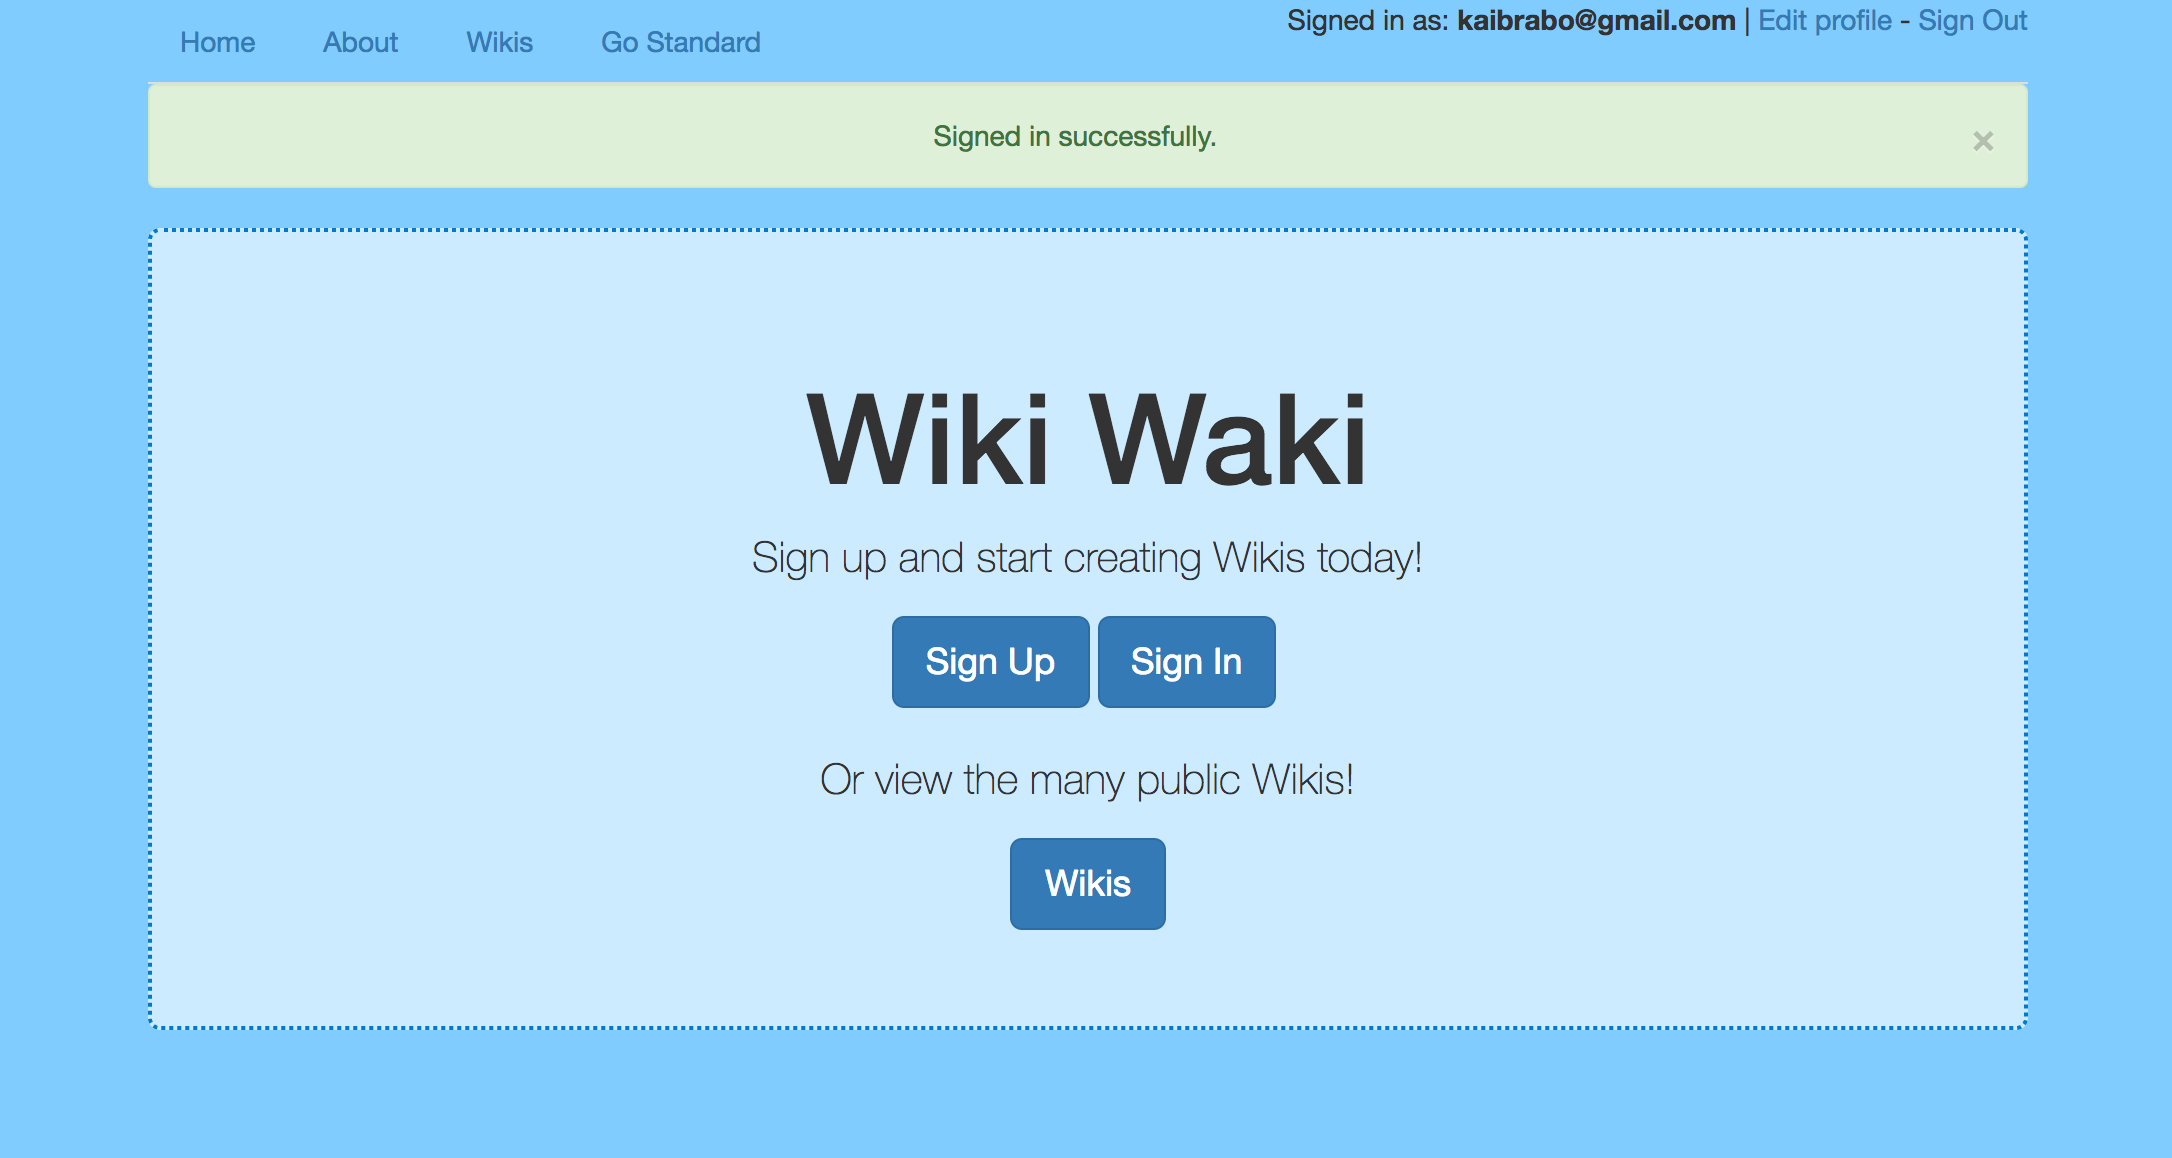 Home About Wikis Go Standard
Signed in as: kaibrabo@gmail.com | Edit profile - Sign Out
Signed in successfully.
×
Wiki Waki
Sign up and start creating Wikis today!
Sign Up Sign In
Or view the many public Wikis!
Wikis